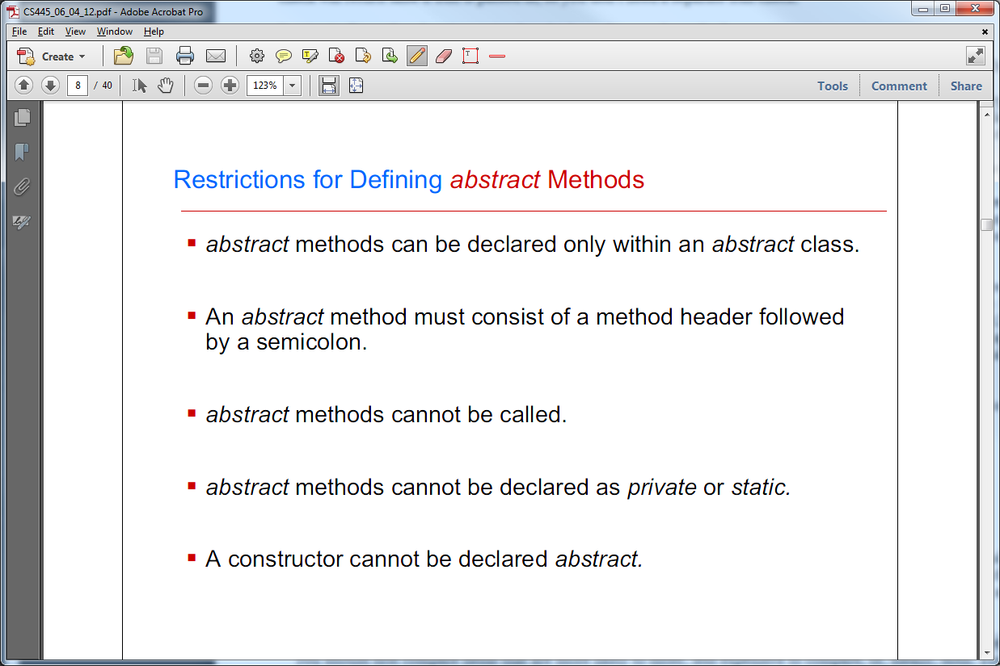 CS445_06_04_12.pdf - Adobe Acrobat Pro
File Edit View Window Help
Create
8 / 40 123% Tools Comment Share
Restrictions for Defining abstract Methods
abstract methods can be declared only within an abstract class.
An abstract method must consist of a method header followed
by a semicolon.
abstract methods cannot be called.
abstract methods cannot be declared as private or static.
A constructor cannot be declared abstract.